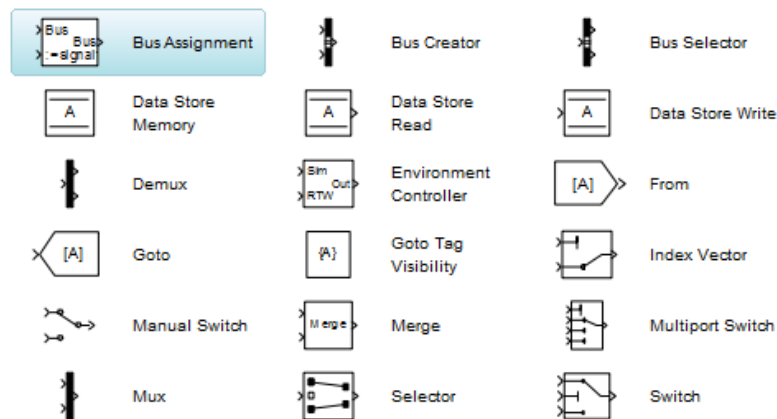 Bus
Bus
:=signal
Bus Assignment
Bus Creator
Bus Selector
A
Data Store
Memory
A
Data Store
Read
A
Data Store Write
Demux
Sim
Out
RTW
Environment
Controller
[A]
From
[A]
Goto
{A}
Goto Tag
Visibility
Index Vector
Manual Switch
Merge
Merge
Multiport Switch
Mux
Selector
Switch